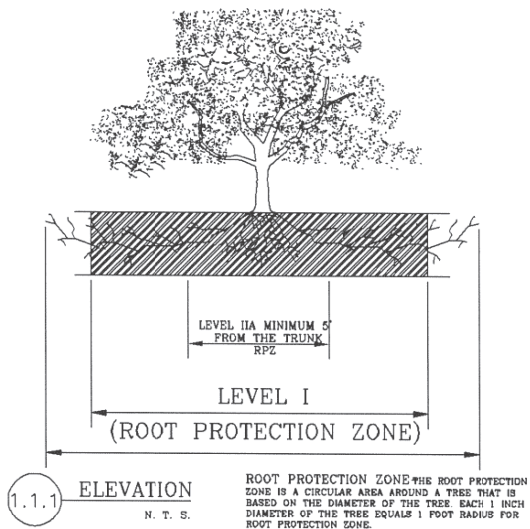 LEVEL IIA MINIMUM 5'
FROM THE TRUNK
RPZ
LEVEL I
(ROOT PROTECTION ZONE)
1.1.1
ELEVATION
N. T. S.
ROOT PROTECTION ZONE THE ROOT PROTECTION
ZONE IS A CIRCULAR AREA AROUND A TREE THAT IS
BASED ON THE DIAMETER OF THE TREE. EACH 1 INCH
DIAMETER OF THE TREE EQUALS 1 FOOT RADIUS FOR
ROOT PROTECTION ZONE.